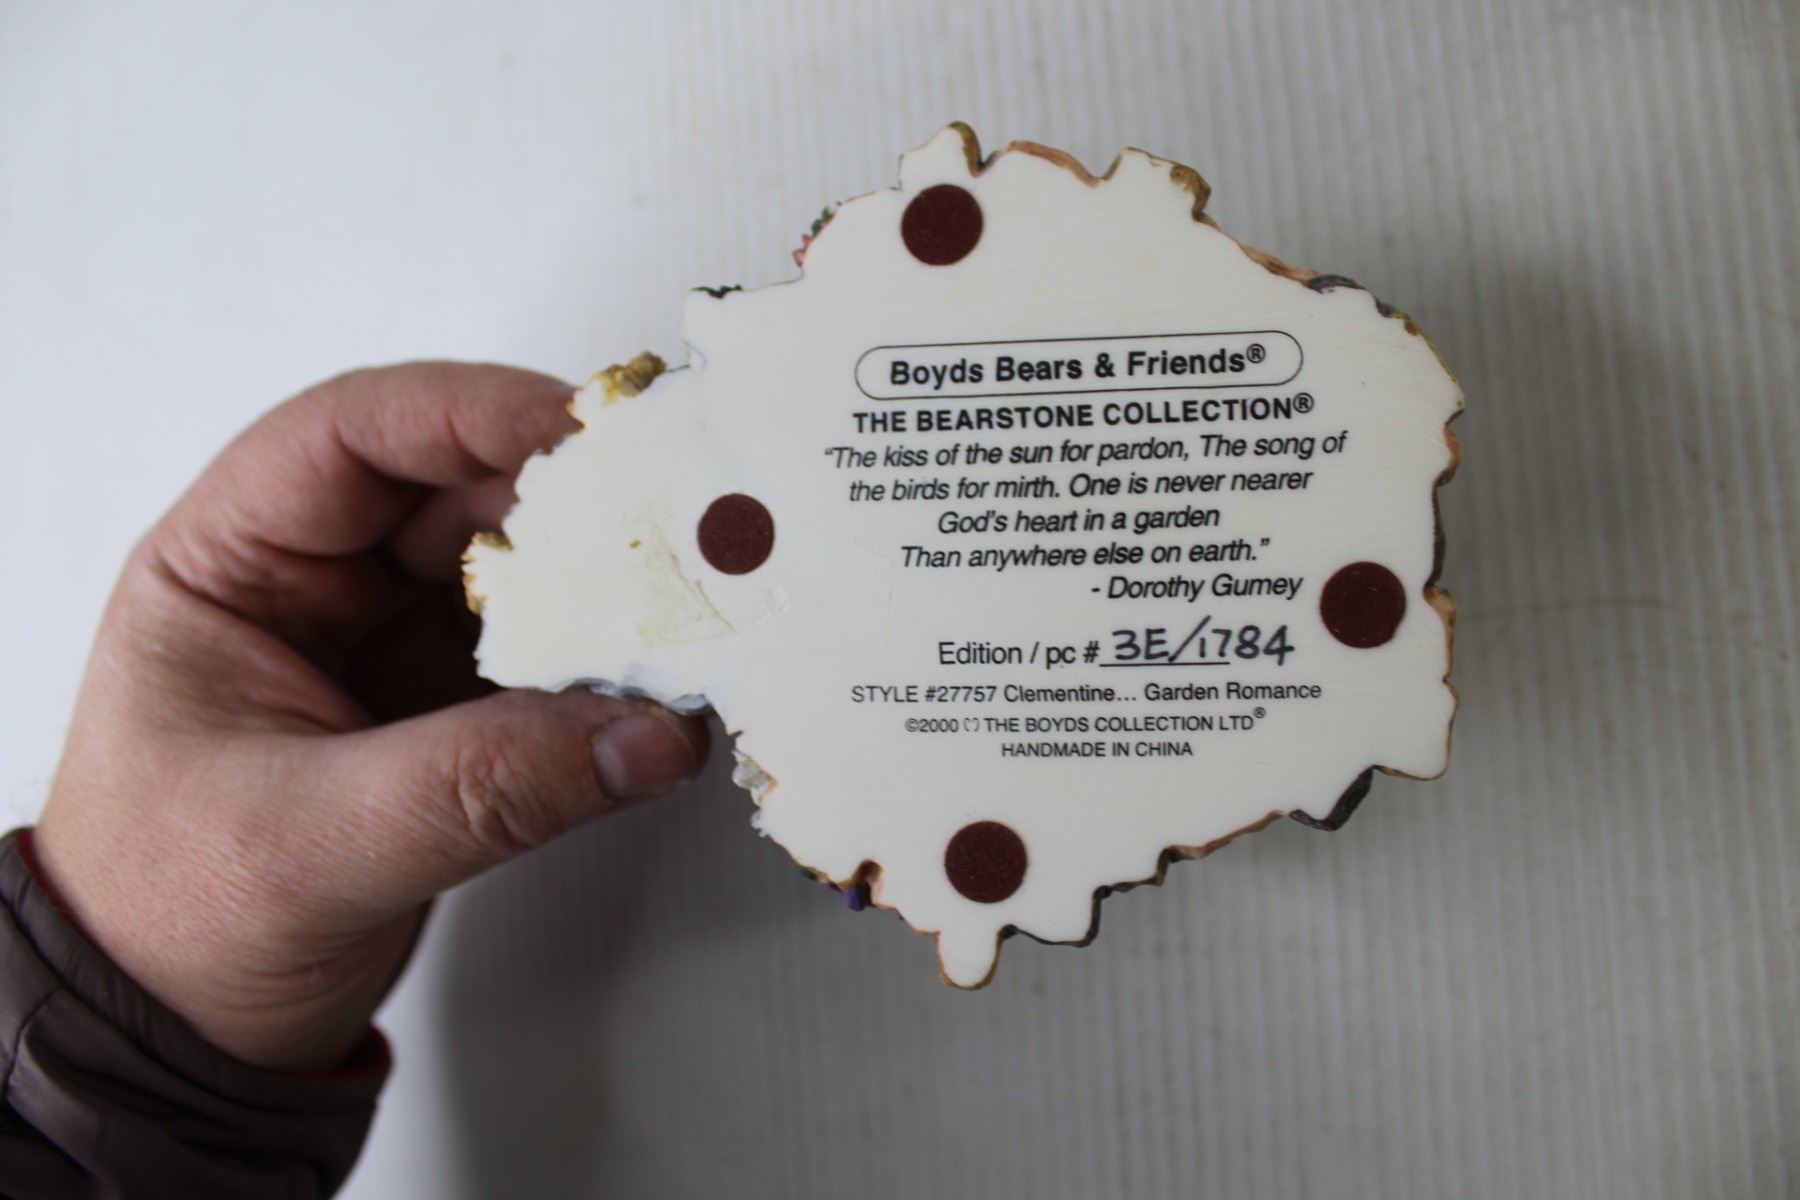 Boyds Bears & Friends®
THE BEARSTONE COLLECTION®
“The kiss of the sun for pardon, The song of
the birds for mirth. One is never nearer
God's heart in a garden
Than anywhere else on earth.”
- Dorothy Gurney
Edition / pc # 3E/1784
STYLE #27757 Clementine... Garden Romance
©2000 THE BOYDS COLLECTION LTD®
HANDMADE IN CHINA